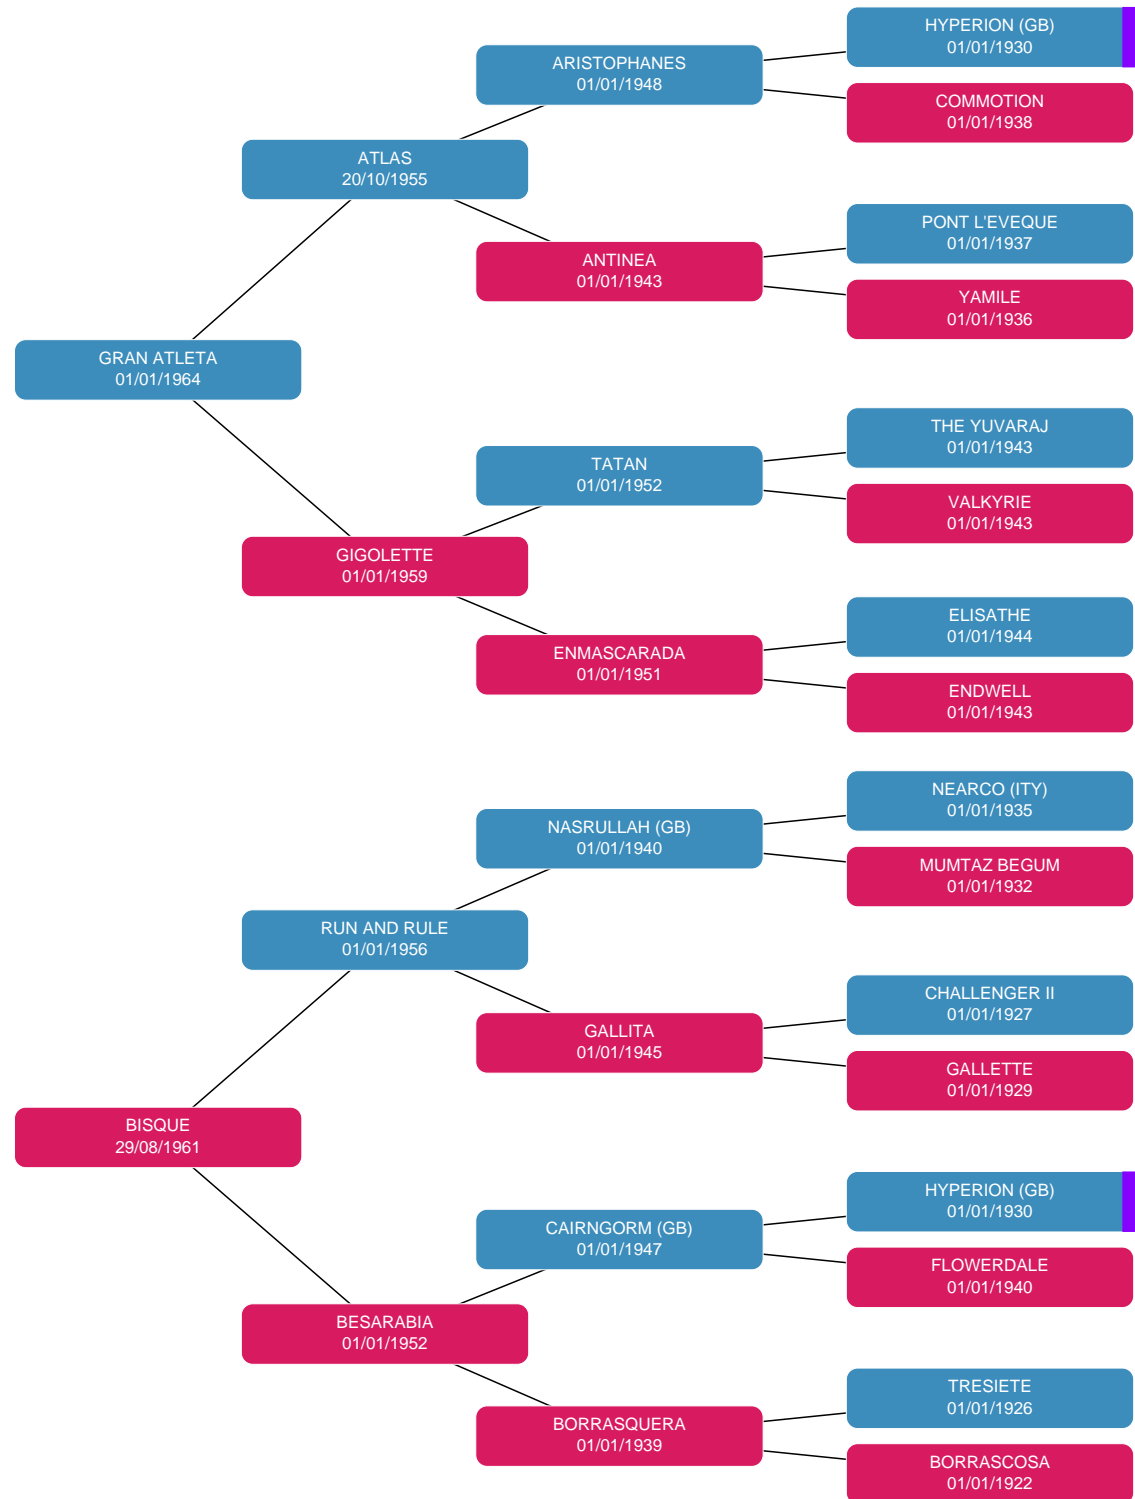 HYPERION (GB)
01/01/1930
ARISTOPHANES
01/01/1948
COMMOTION
01/01/1938
ATLAS
20/10/1955
PONT L'EVEQUE
01/01/1937
ANTINEA
01/01/1943
YAMILE
01/01/1936
GRAN ATLETA
01/01/1964
THE YUVARAJ
01/01/1943
TATAN
01/01/1952
VALKYRIE
01/01/1943
GIGOLETTE
01/01/1959
ELISATHE
01/01/1944
ENMASCARADA
01/01/1951
ENDWELL
01/01/1943
NEARCO (ITY)
01/01/1935
NASRULLAH (GB)
01/01/1940
MUMTAZ BEGUM
01/01/1932
RUN AND RULE
01/01/1956
CHALLENGER II
01/01/1927
GALLITA
01/01/1945
GALLETTE
01/01/1929
BISQUE
29/08/1961
HYPERION (GB)
01/01/1930
CAIRNGORM (GB)
01/01/1947
FLOWERDALE
01/01/1940
BESARABIA
01/01/1952
TRESIETE
01/01/1926
BORRASQUERA
01/01/1939
BORRASCOSA
01/01/1922